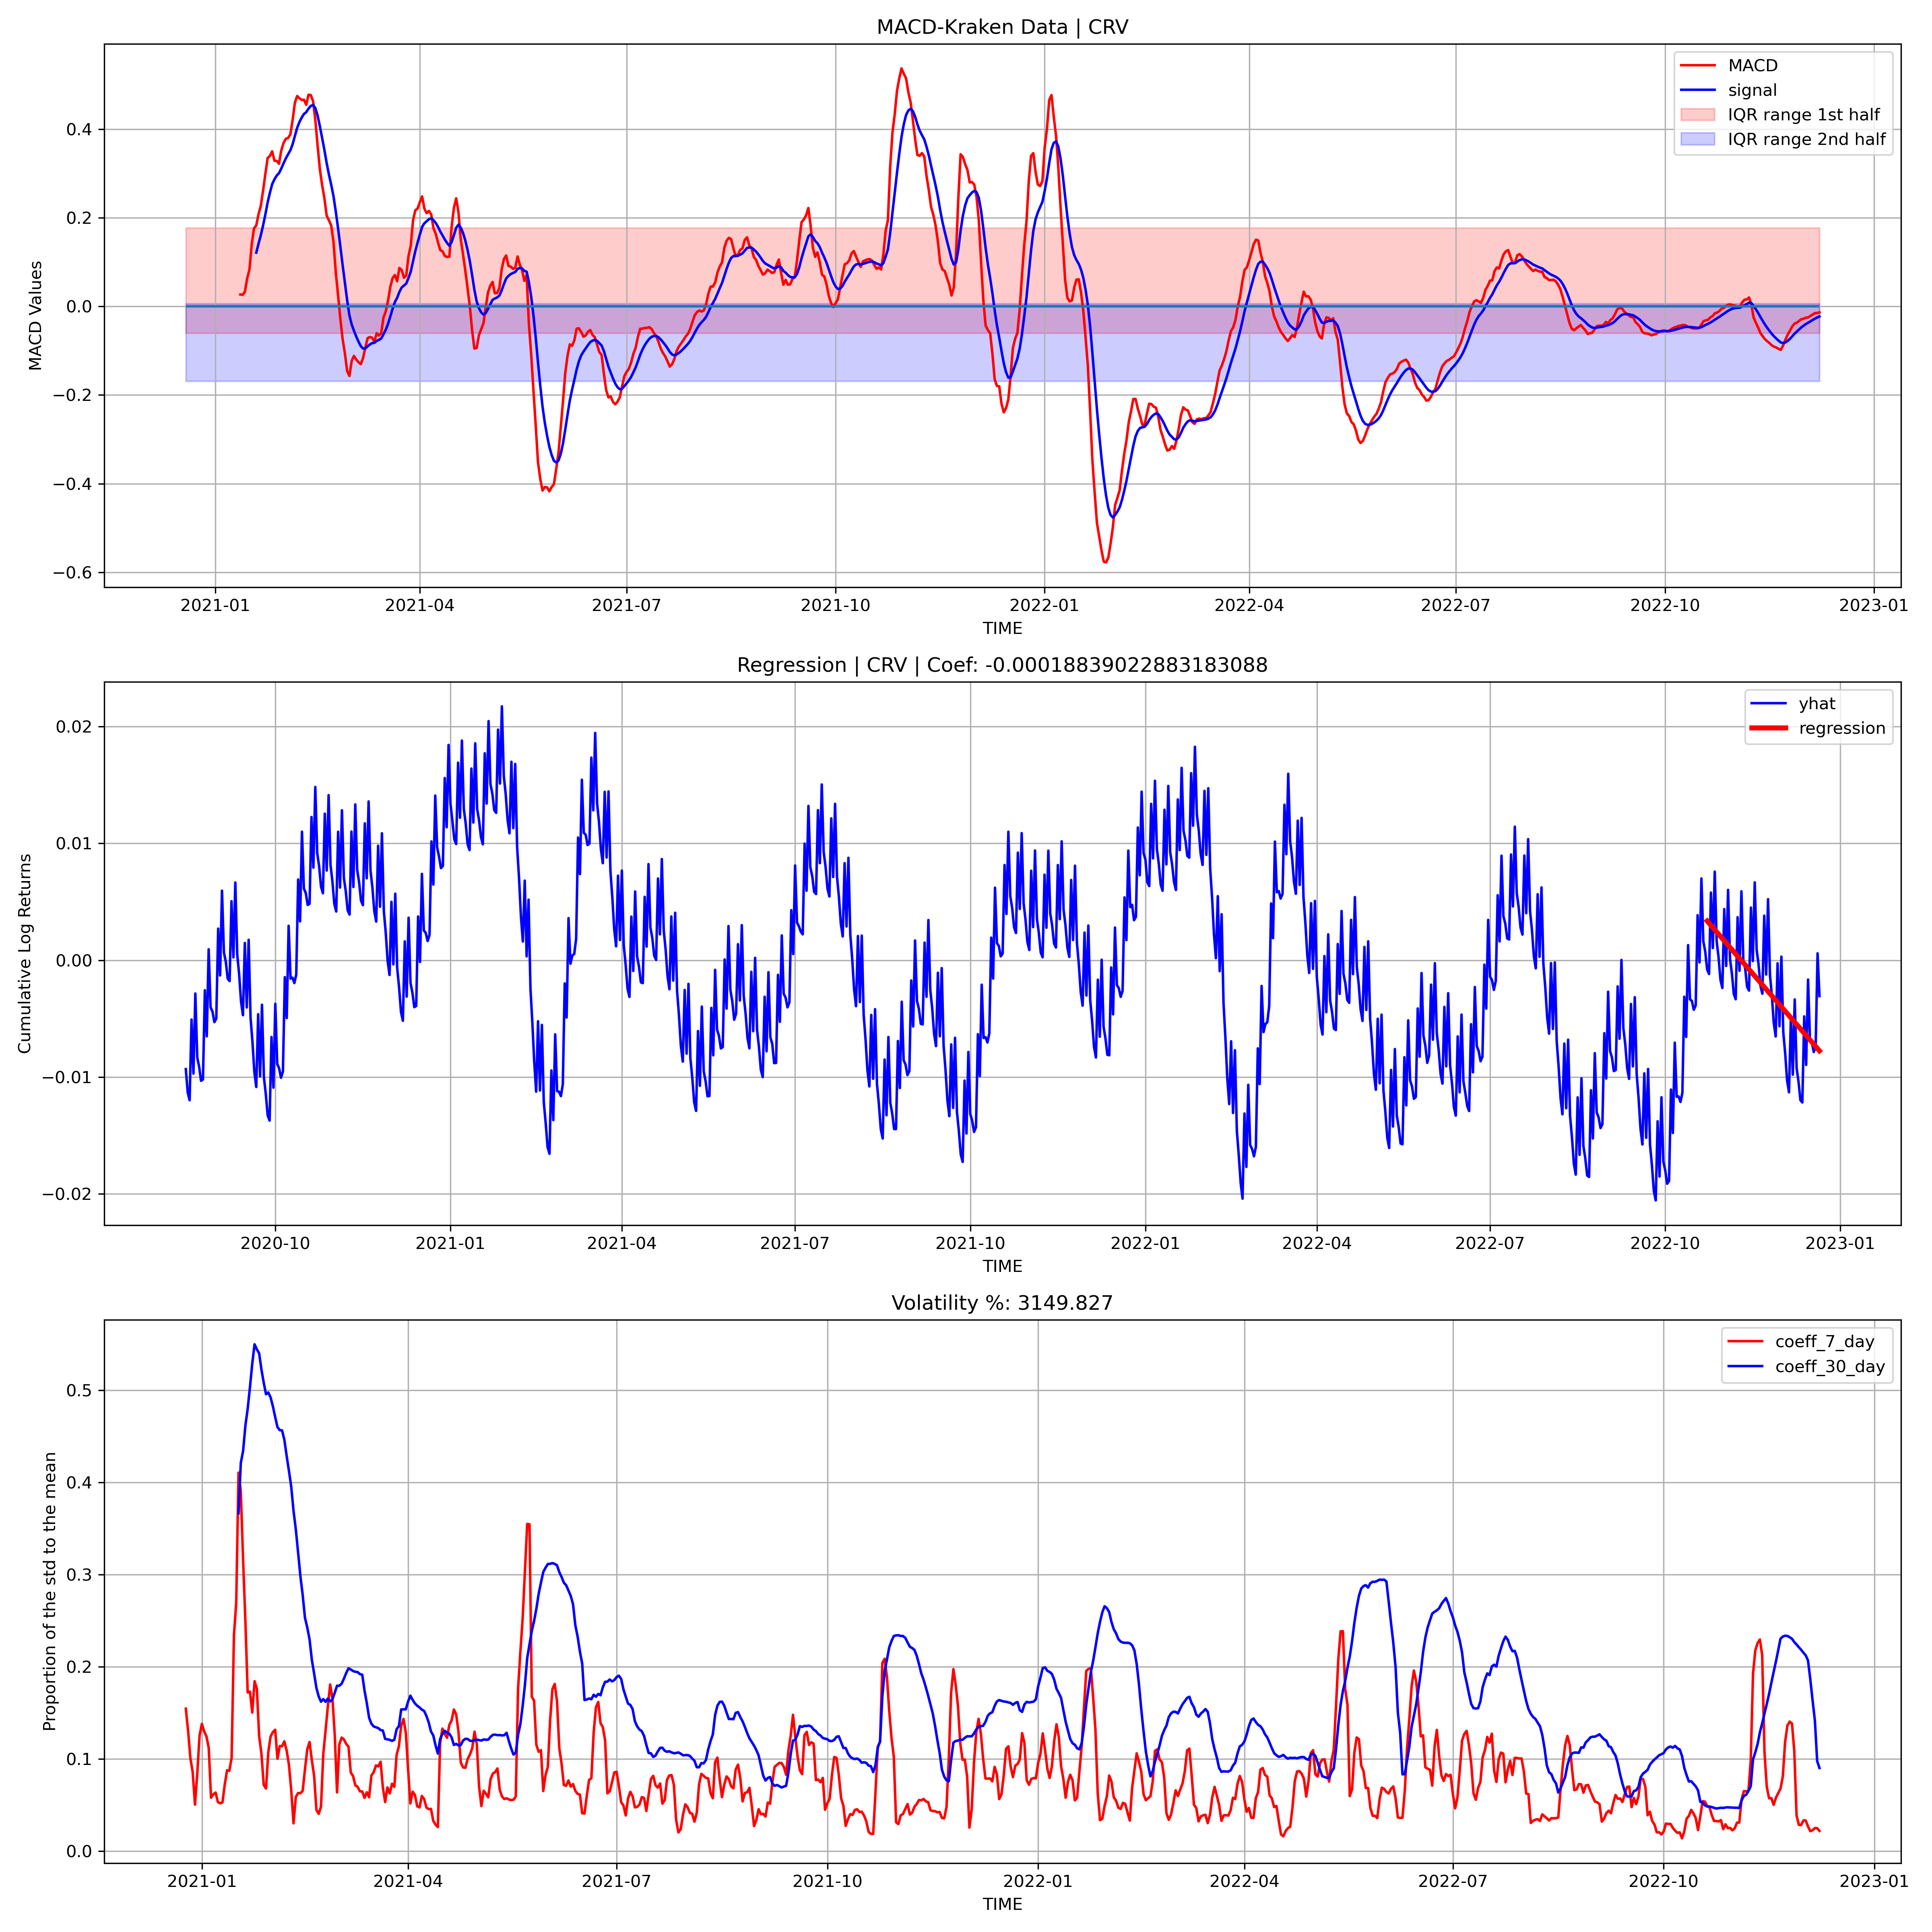 MACD-Kraken Data | CRV
MACD Values
0.4
0.2
0.0
−0.2
−0.4
−0.6
MACD
signal
IQR range 1st half
IQR range 2nd half
2021-01 2021-04 2021-07 2021-10 2022-01 2022-04 2022-07 2022-10 2023-01
TIME
Regression | CRV | Coef: -0.00018839022883183088
Cumulative Log Returns
0.02
0.01
0.00
−0.01
−0.02
yhat
regression
2020-10 2021-01 2021-04 2021-07 2021-10 2022-01 2022-04 2022-07 2022-10 2023-01
TIME
Volatility %: 3149.827
Proportion of the std to the mean
0.5
0.4
0.3
0.2
0.1
0.0
coeff_7_day
coeff_30_day
2021-01 2021-04 2021-07 2021-10 2022-01 2022-04 2022-07 2022-10 2023-01
TIME